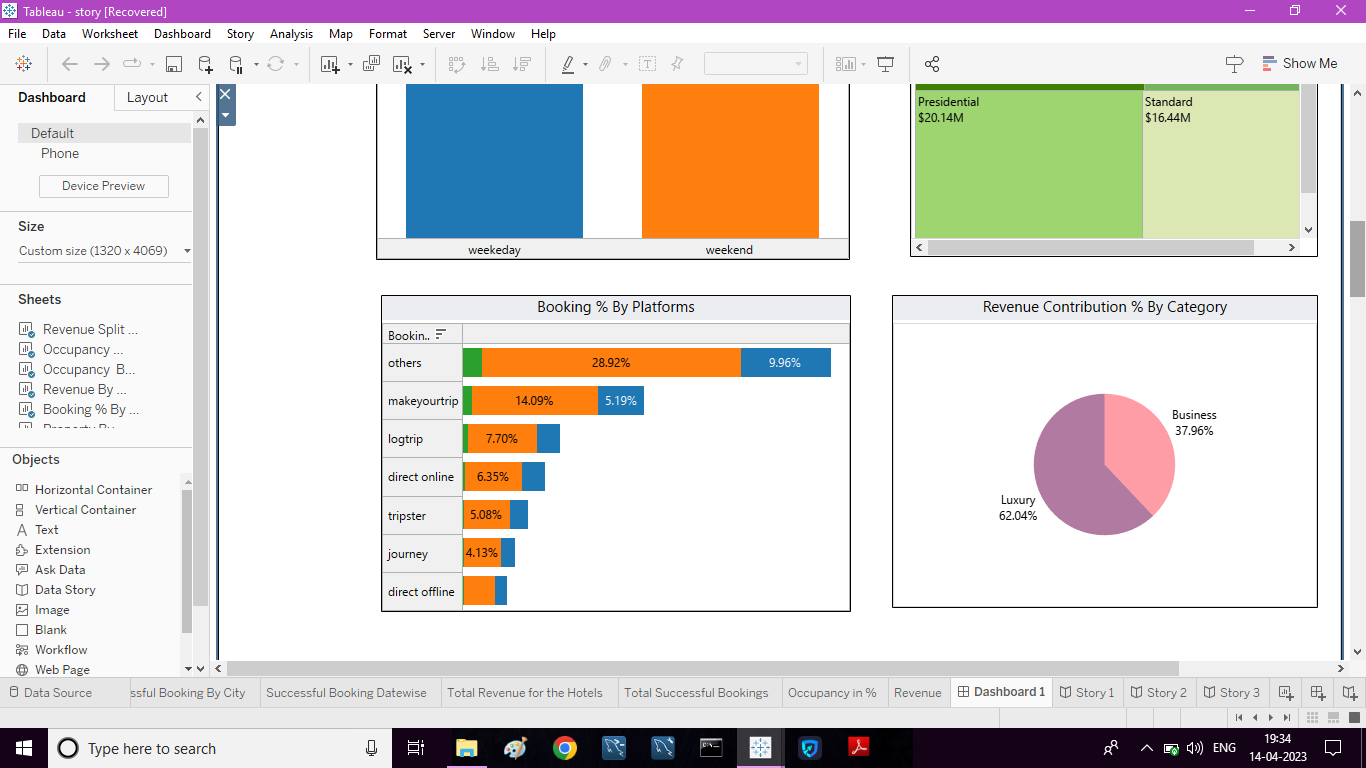 Tableau - story [Recovered]
File Data Worksheet Dashboard Story Analysis Map Format Server Window Help
Show Me
Dashboard Layout
Default
Phone
Device Preview
Size
Custom size (1320 x 4069)
Sheets
Revenue Split ...
Occupancy ...
Occupancy B...
Revenue By ...
Booking % By ...
Objects
Horizontal Container
Vertical Container
Text
Extension
Ask Data
Data Story
Image
Blank
Workflow
Web Page
weekeday weekend
Presidential
$20.14M
Standard
$16.44M
Booking % By Platforms
Bookin..
others 28.92% 9.96%
makeyourtrip 14.09% 5.19%
logtrip 7.70%
direct online 6.35%
tripster 5.08%
journey 4.13%
direct offline
Revenue Contribution % By Category
Business
37.96%
Luxury
62.04%
Data Source ssful Booking By City Successful Booking Datewise Total Revenue for the Hotels Total Successful Bookings Occupancy in % Revenue Dashboard 1 Story 1 Story 2 Story 3
Type here to search
ENG
19:34
14-04-2023